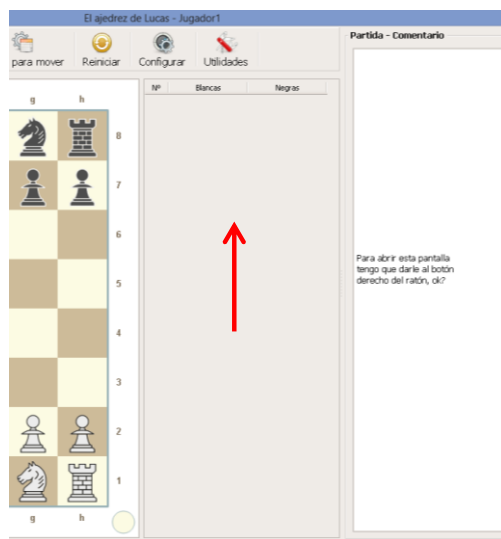 El ajedrez de Lucas - Jugador1
para mover Reiniciar Configurar Utilidades
Partida - Comentario
Nº Blancas Negras
g h
8
7
6
5
4
3
2
1
g h
Para abrir esta pantalla
tengo que darle al botón
derecho del ratón, ok?